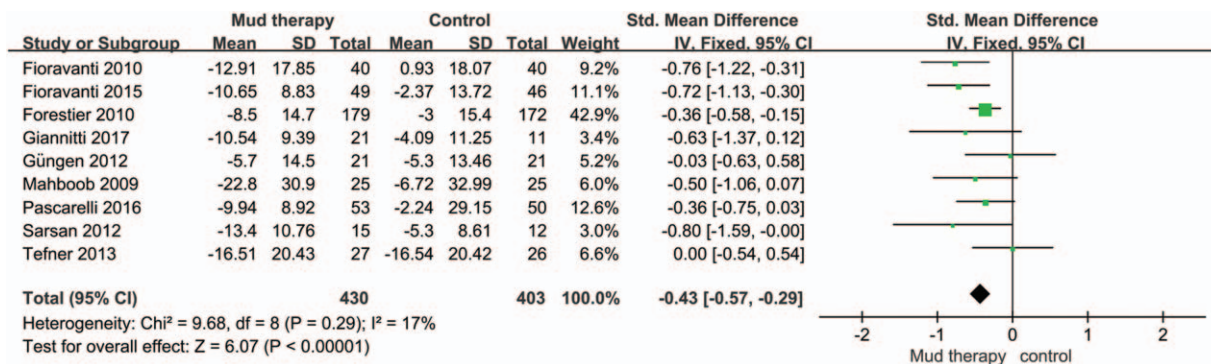 Mud therapy Control Std. Mean Difference Std. Mean Difference
Study or Subgroup Mean SD Total Mean SD Total Weight IV, Fixed, 95% CI IV, Fixed, 95% CI
Fioravanti 2010 -12.91 17.85 40 0.93 18.07 40 9.2% -0.76 [-1.22, -0.31]
Fioravanti 2015 -10.65 8.83 49 -2.37 13.72 46 11.1% -0.72 [-1.13, -0.30]
Forestier 2010 -8.5 14.7 179 -3 15.4 172 42.9% -0.36 [-0.58, -0.15]
Giannitti 2017 -10.54 9.39 21 -4.09 11.25 11 3.4% -0.63 [-1.37, 0.12]
Güngen 2012 -5.7 14.5 21 -5.3 13.46 21 5.2% -0.03 [-0.63, 0.58]
Mahboob 2009 -22.8 30.9 25 -6.72 32.99 25 6.0% -0.50 [-1.06, 0.07]
Pascarelli 2016 -9.94 8.92 53 -2.24 29.15 50 12.6% -0.36 [-0.75, 0.03]
Sarsan 2012 -13.4 10.76 15 -5.3 8.61 12 3.0% -0.80 [-1.59, -0.00]
Tefner 2013 -16.51 20.43 27 -16.54 20.42 26 6.6% 0.00 [-0.54, 0.54]
Total (95% CI) 430 403 100.0% -0.43 [-0.57, -0.29]
Heterogeneity: Chi² = 9.68, df = 8 (P = 0.29); I² = 17%
Test for overall effect: Z = 6.07 (P < 0.00001)
-2 -1 0 1 2
Mud therapy control